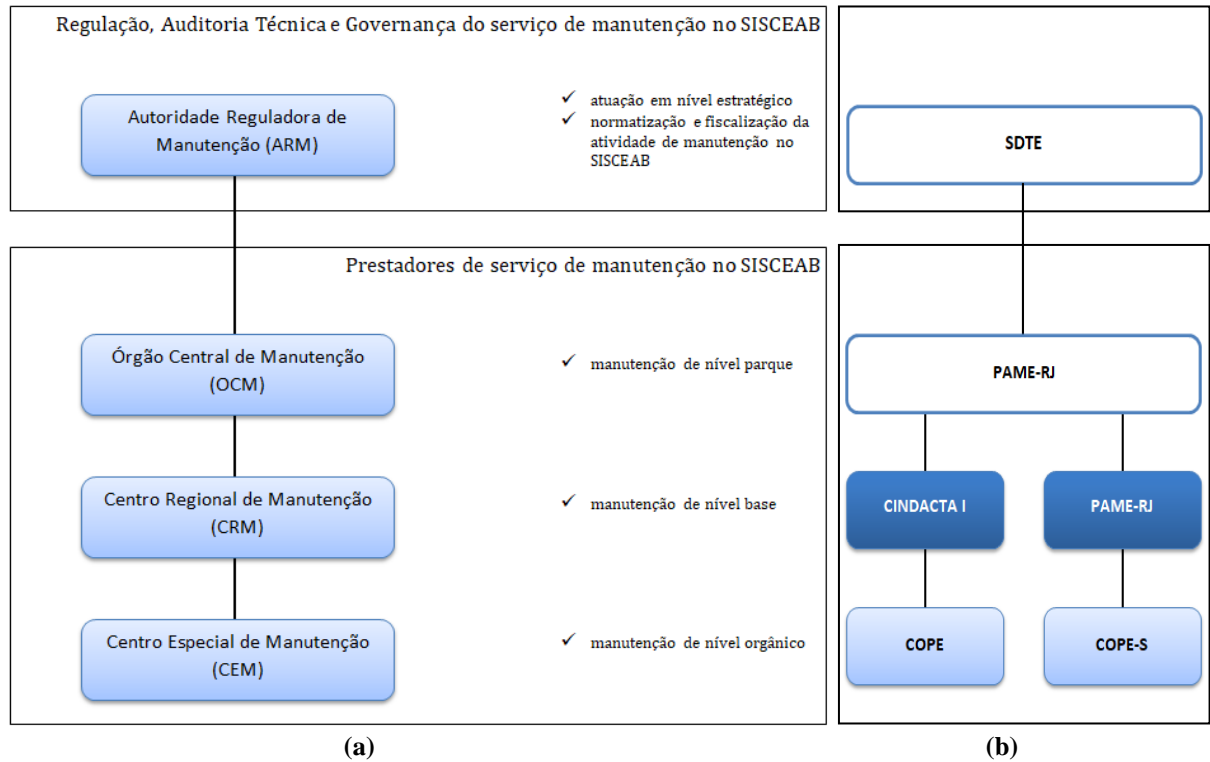 Regulação, Auditoria Técnica e Governança do serviço de manutenção no SISCEAB
Autoridade Reguladora de
Manutenção (ARM)
✓ atuação em nível estratégico
✓ normatização e fiscalização da
atividade de manutenção no
SISCEAB
SDTE
Prestadores de serviço de manutenção no SISCEAB
Órgão Central de Manutenção
(OCM)
✓ manutenção de nível parque
PAME-RJ
Centro Regional de Manutenção
(CRM)
✓ manutenção de nível base
CINDACTA I
PAME-RJ
Centro Especial de Manutenção
(CEM)
✓ manutenção de nível orgânico
COPE
COPE-S
(a)
(b)